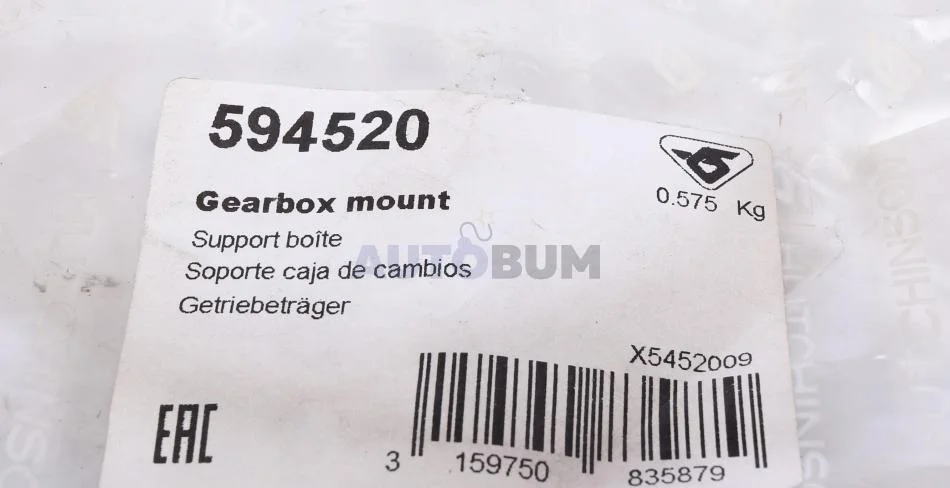 594520
0.575 Kg
Gearbox mount
Support boîte
Soporte caja de cambios
Getriebeträger
AUTOBUM
X5452009
EAC
3 159750 835879